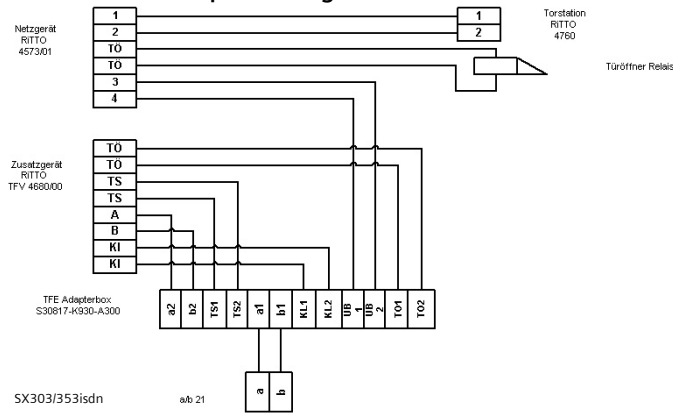 Netzgerät
RiTTO
4573/01
1
2
TÖ
TÖ
3
4
1
2
Torstation
RiTTO
4760
Türöffner Relais
Zusatzgerät
RiTTO
TFV 4680/00
TÖ
TÖ
TS
TS
A
B
KI
KI
TFE Adapterbox
S30817-K930-A300
a2
b2
TS1
TS2
a1
b1
KL1
KL2
UB 1
UB 2
TO1
TO2
a
b
SX303/353isdn
a/b 21